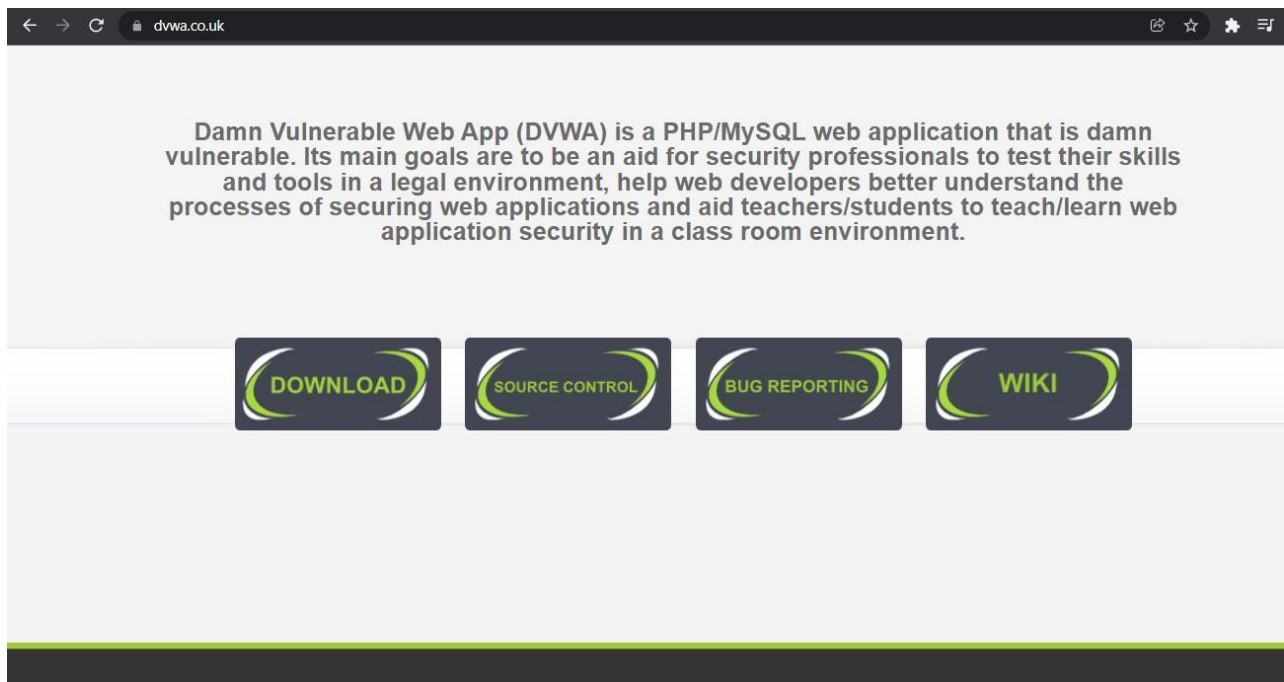 dvwa.co.uk
Damn Vulnerable Web App (DVWA) is a PHP/MySQL web application that is damn
vulnerable. Its main goals are to be an aid for security professionals to test their skills
and tools in a legal environment, help web developers better understand the
processes of securing web applications and aid teachers/students to teach/learn web
application security in a class room environment.
DOWNLOAD
SOURCE CONTROL
BUG REPORTING
WIKI